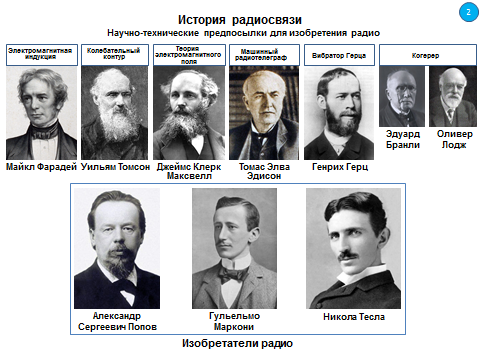 2
История радиосвязи
Научно-технические предпосылки для изобретения радио
Электромагнитная
индукция
Колебательный
контур
Теория
электромагнитного
поля
Машинный
радиотелеграф
Вибратор Герца
Когерер
Майкл Фарадей
Уильям Томсон
Джеймс Клерк
Максвелл
Томас Элва
Эдисон
Генрих Герц
Эдуард
Бранли
Оливер
Лодж
Александр
Сергеевич Попов
Гульельмо
Маркони
Никола Тесла
Изобретатели радио